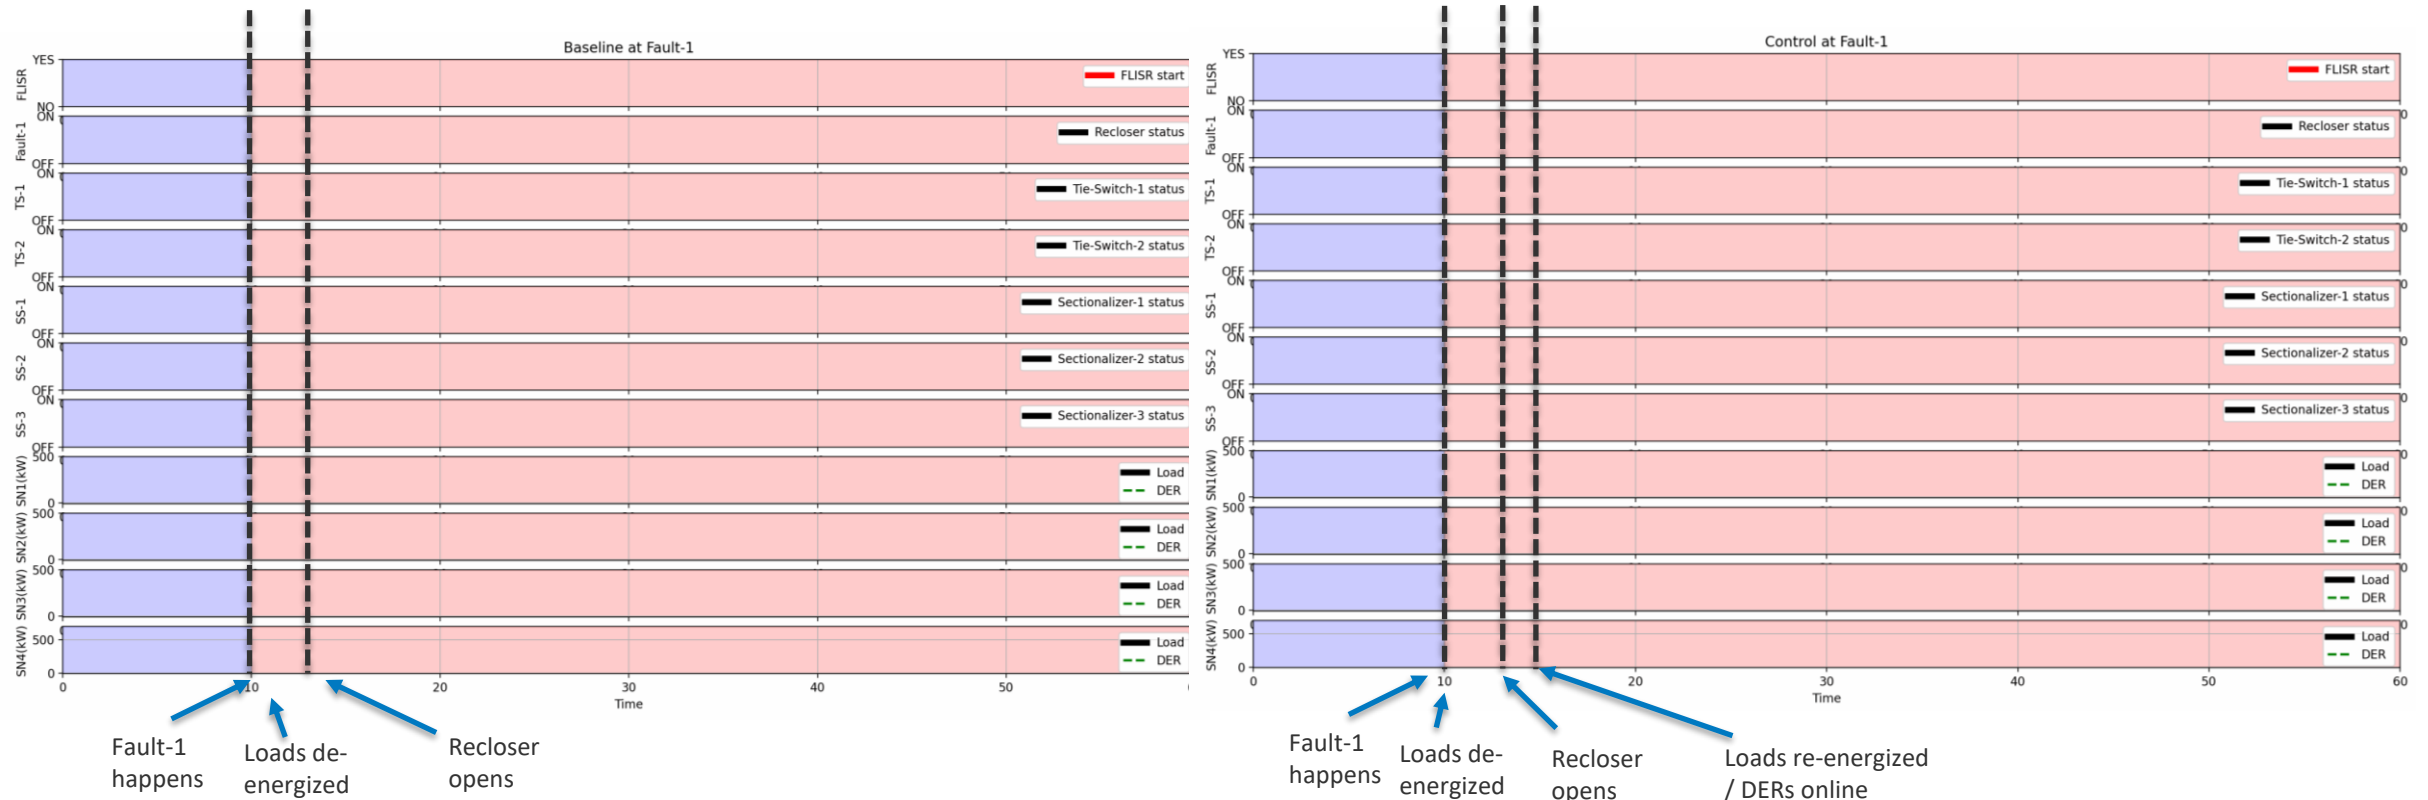 Baseline at Fault-1
YES
NO
FLISR
FLISR start
ON
OFF
Fault-1
Recloser status
ON
OFF
TS-1
Tie-Switch-1 status
ON
OFF
TS-2
Tie-Switch-2 status
ON
OFF
SS-1
Sectionalizer-1 status
ON
OFF
SS-2
Sectionalizer-2 status
ON
OFF
SS-3
Sectionalizer-3 status
500
0
SN1(kW)
Load
DER
500
0
SN2(kW)
Load
DER
500
0
SN3(kW)
Load
DER
500
0
SN4(kW)
Load
DER
0 10 20 30 40 50
Time
Fault-1
happens
Loads de-
energized
Recloser
opens
Control at Fault-1
YES
NO
FLISR
FLISR start
ON
OFF
Fault-1
Recloser status
ON
OFF
TS-1
Tie-Switch-1 status
ON
OFF
TS-2
Tie-Switch-2 status
ON
OFF
SS-1
Sectionalizer-1 status
ON
OFF
SS-2
Sectionalizer-2 status
ON
OFF
SS-3
Sectionalizer-3 status
500
0
SN1(kW)
Load
DER
500
0
SN2(kW)
Load
DER
500
0
SN3(kW)
Load
DER
500
0
SN4(kW)
Load
DER
0 10 20 30 40 50 60
Time
Fault-1
happens
Loads de-
energized
Recloser
opens
Loads re-energized
/ DERs online